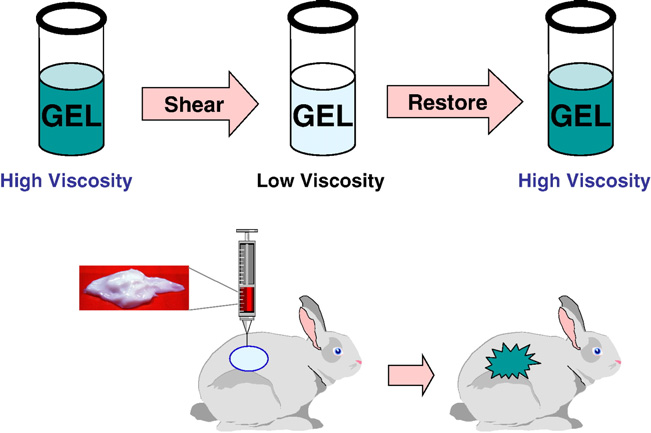 GEL
Shear
GEL
Restore
GEL
High Viscosity
Low Viscosity
High Viscosity